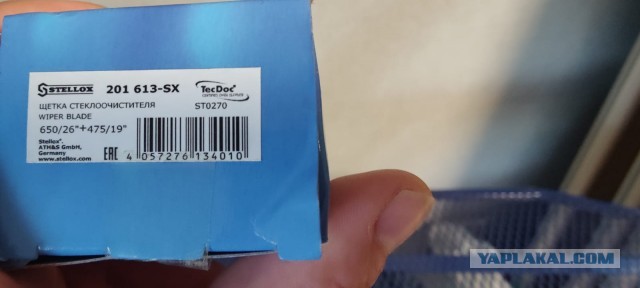 STELLOX 201 613-SX TecDoc
ЩЕТКА СТЕКЛООЧИСТИТЕЛЯ ST0270
WIPER BLADE
650/26"+475/19"
Stellox®
ATH&S GmbH,
Germany
www.stellox.com EAC 4 057276 134010
YAPLAKAL.COM